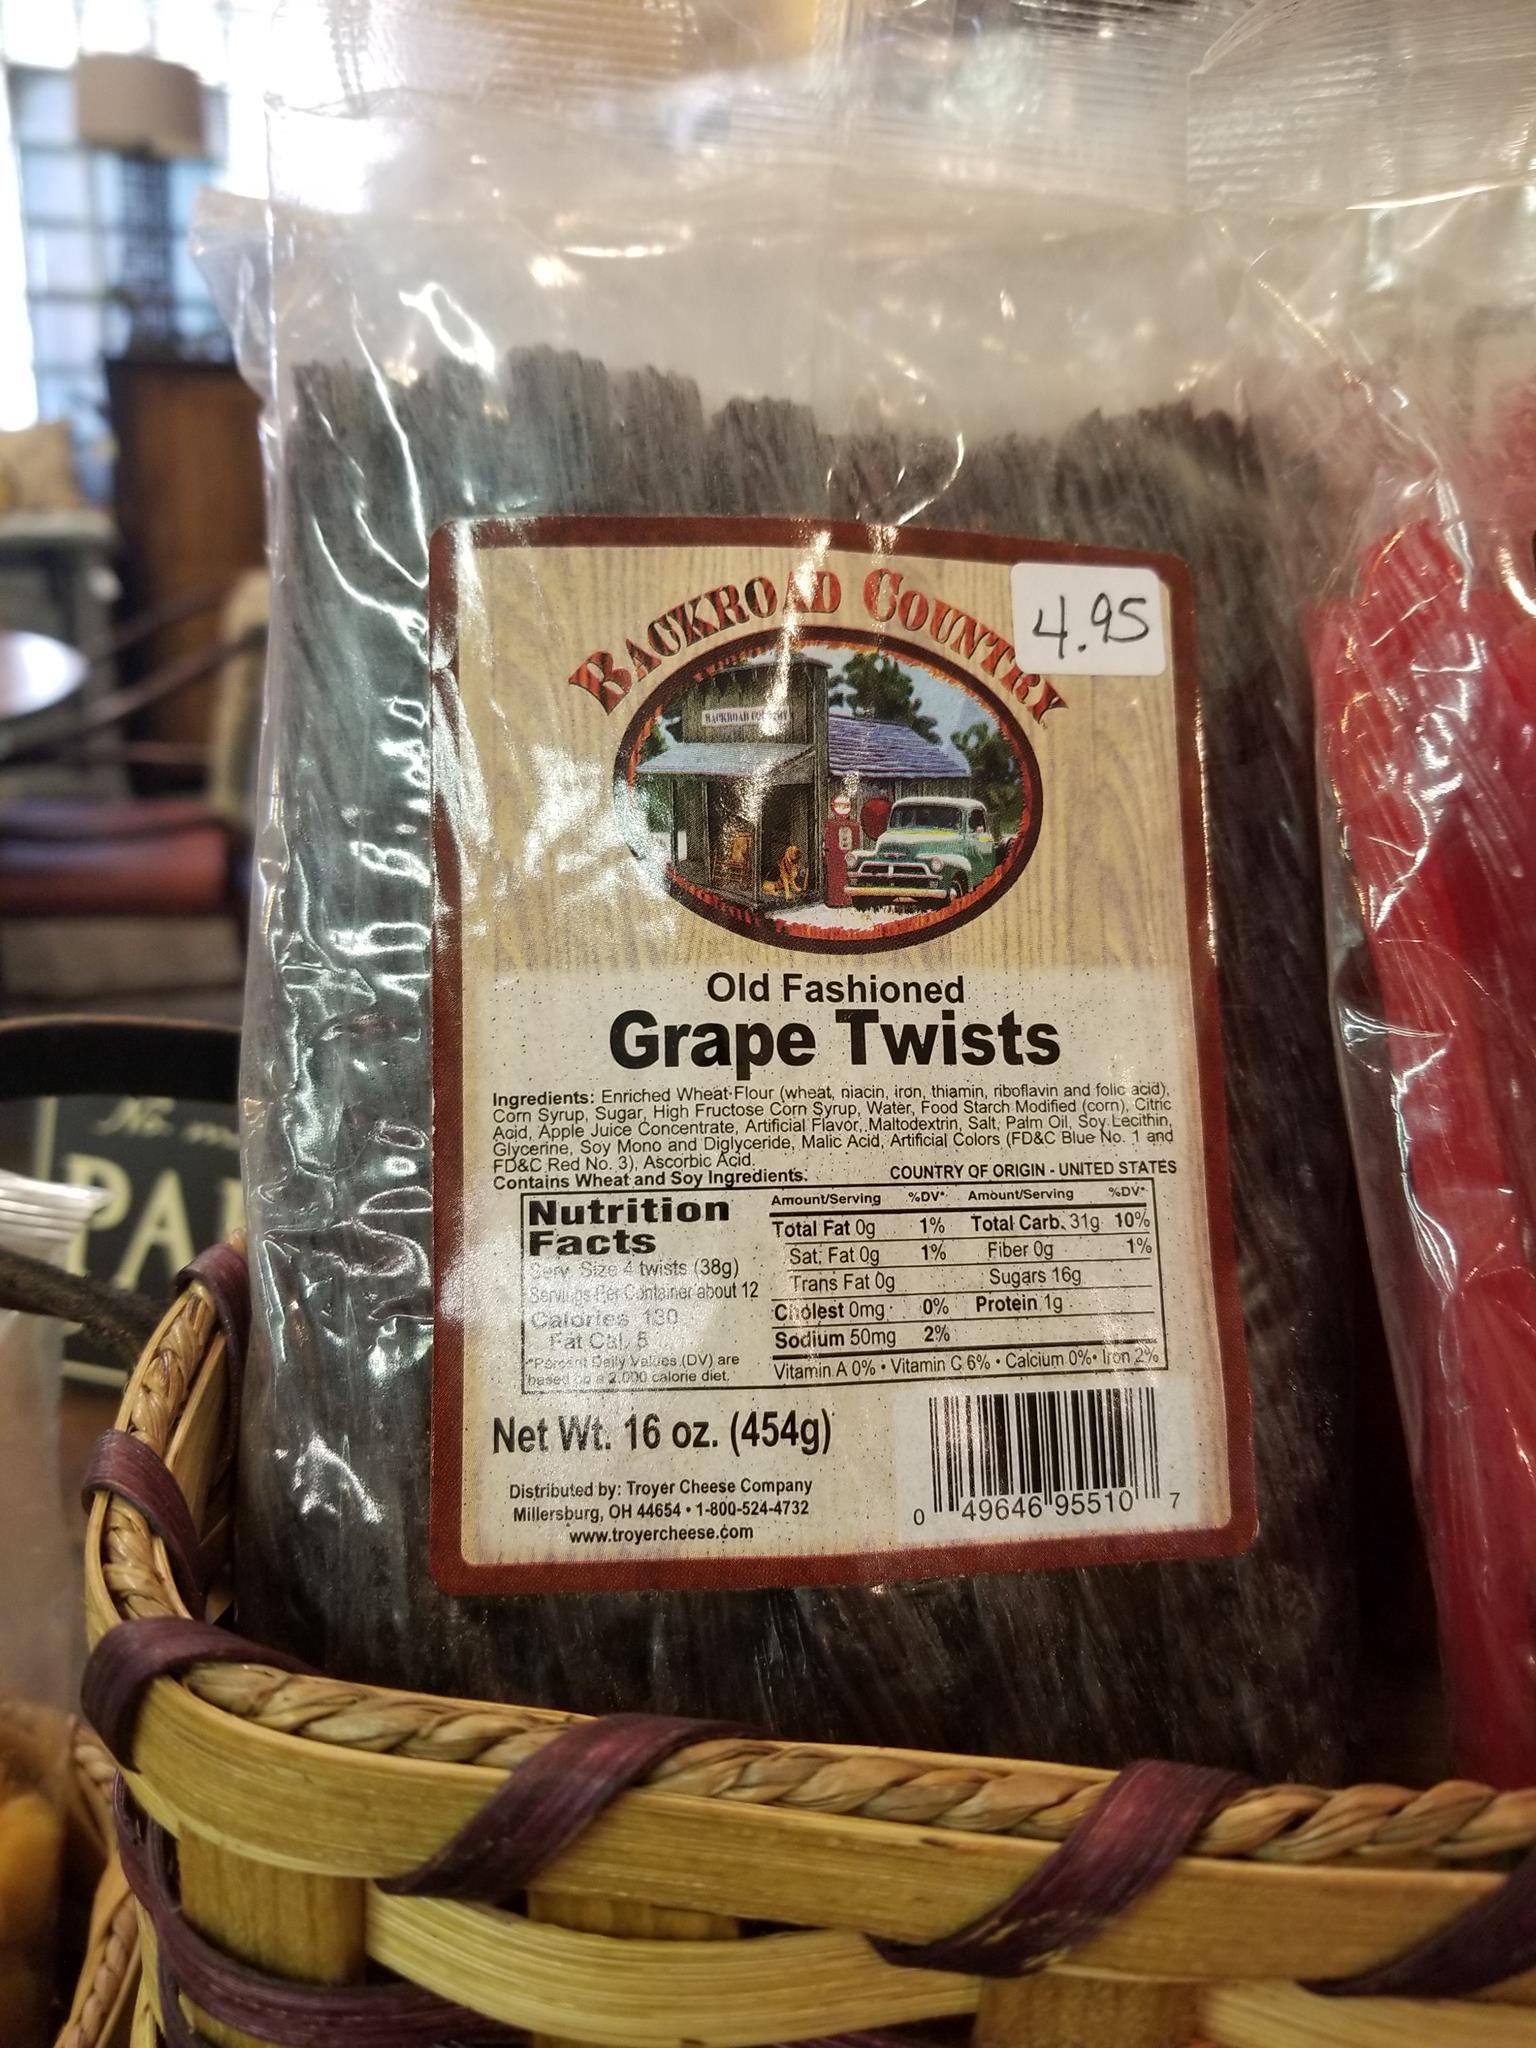 BACKROAD COUNTRY
4.95
BACKROAD COUNTRY
Old Fashioned
Grape Twists
Ingredients: Enriched Wheat Flour (wheat, niacin, iron, thiamin, riboflavin and folic acid),
Corn Syrup, Sugar, High Fructose Corn Syrup, Water, Food Starch Modified (corn), Citric
Acid, Apple Juice Concentrate, Artificial Flavor, Maltodextrin, Salt, Palm Oil, Soy Lecithin,
Glycerine, Soy Mono and Diglyceride, Malic Acid, Artificial Colors (FD&C Blue No. 1 and
FD&C Red No. 3), Ascorbic Acid.
Contains Wheat and Soy Ingredients.
COUNTRY OF ORIGIN - UNITED STATES
Nutrition
Facts
Serv. Size 4 twists (38g)
Servings Per Container about 12
Calories 130
Fat Cal. 5
*Percent Daily Values (DV) are
based on a 2,000 calorie diet.
Amount/Serving %DV* Amount/Serving %DV*
Total Fat 0g 1% Total Carb. 31g 10%
Sat. Fat 0g 1% Fiber 0g 1%
Trans Fat 0g Sugars 16g
Cholest 0mg 0% Protein 1g
Sodium 50mg 2%
Vitamin A 0% • Vitamin C 6% • Calcium 0% • Iron 2%
Net Wt. 16 oz. (454g)
Distributed by: Troyer Cheese Company
Millersburg, OH 44654 • 1-800-524-4732
www.troyercheese.com
0 49646 95510 7
No
PA